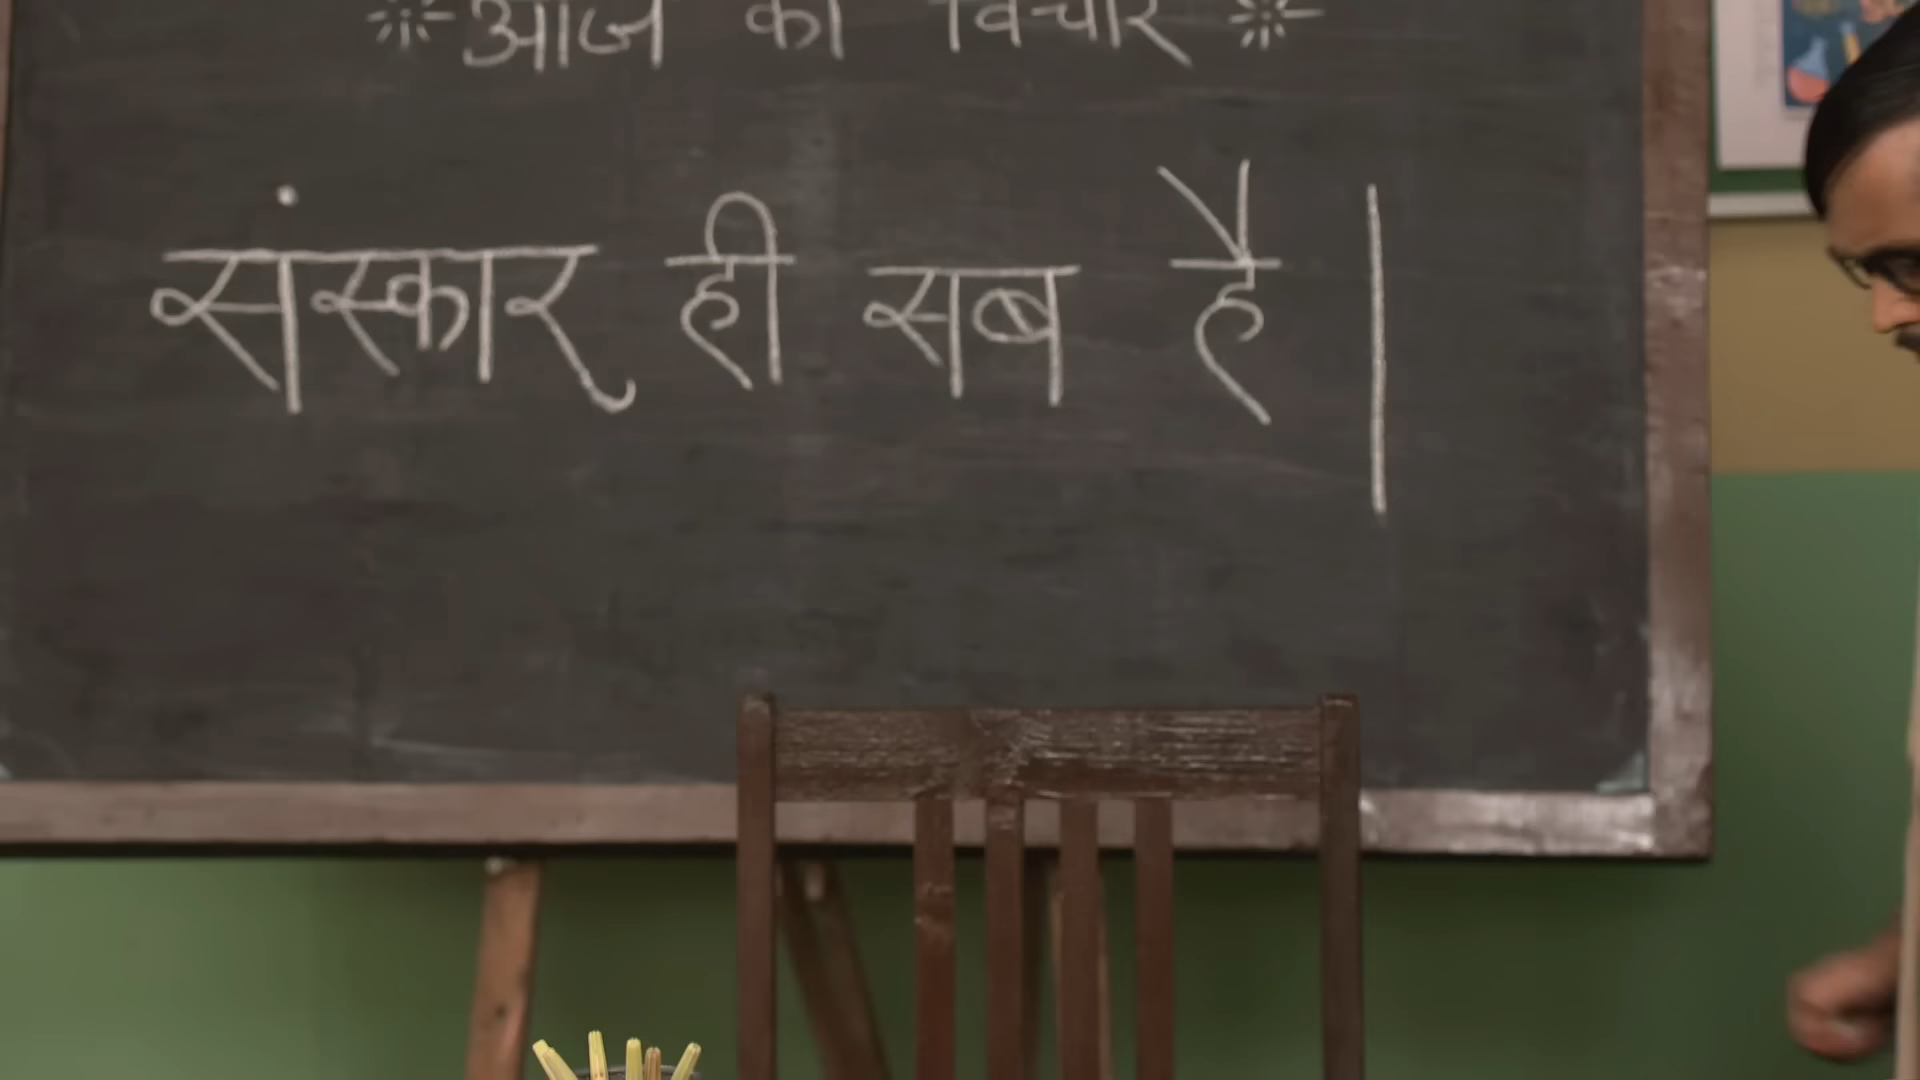 आज का विचार
संस्कार ही सब है।